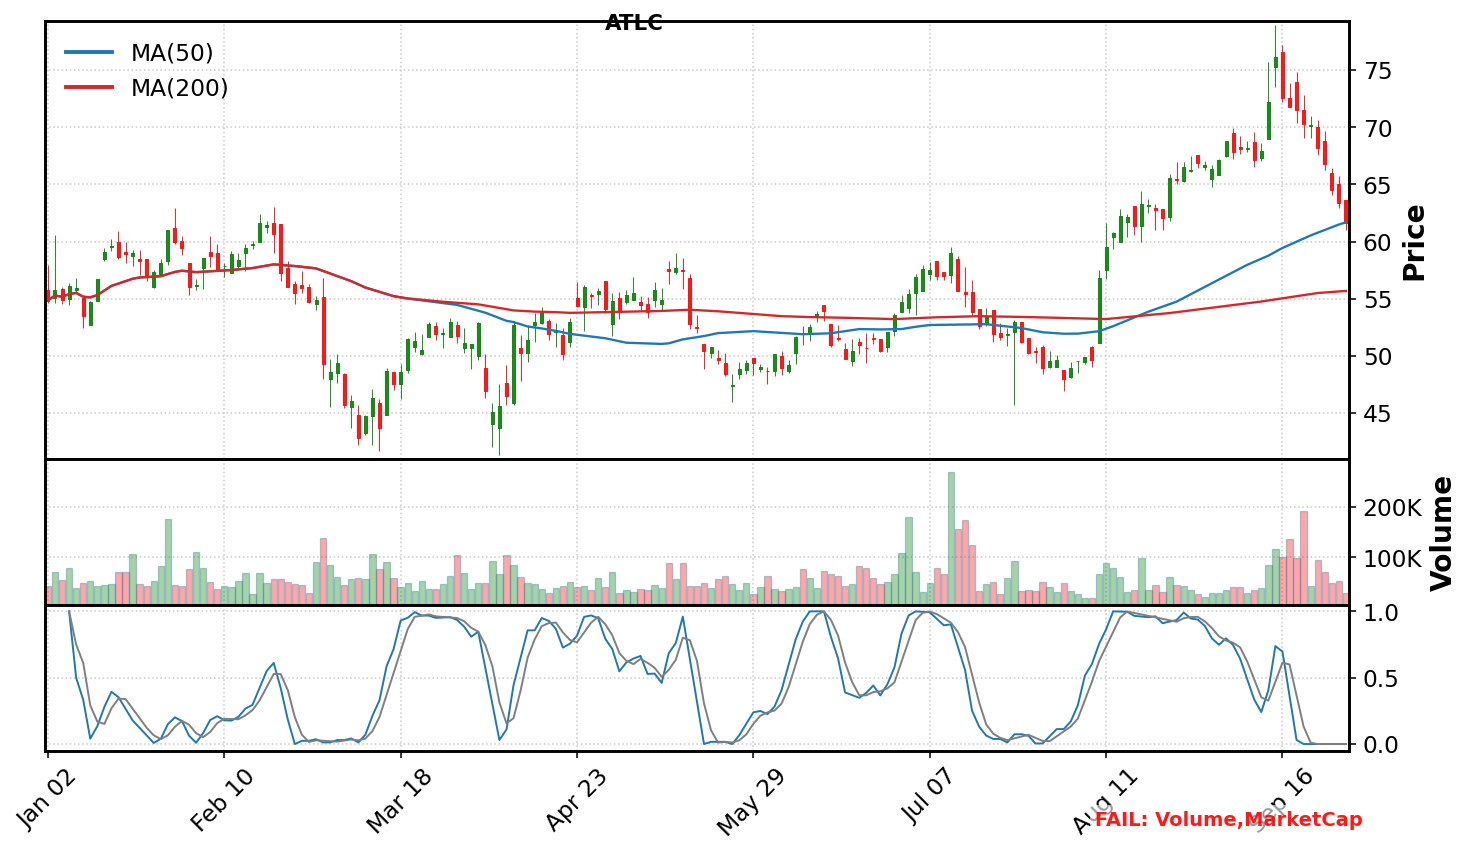 ATLC
MA(50)
MA(200)
75
70
65
60
55
50
45
Price
200K
100K
Volume
1.0
0.5
0.0
Jan 02
Feb 10
Mar 18
Apr 23
May 29
Jul 07
Aug 11
Sep 16
FAIL: Volume,MarketCap